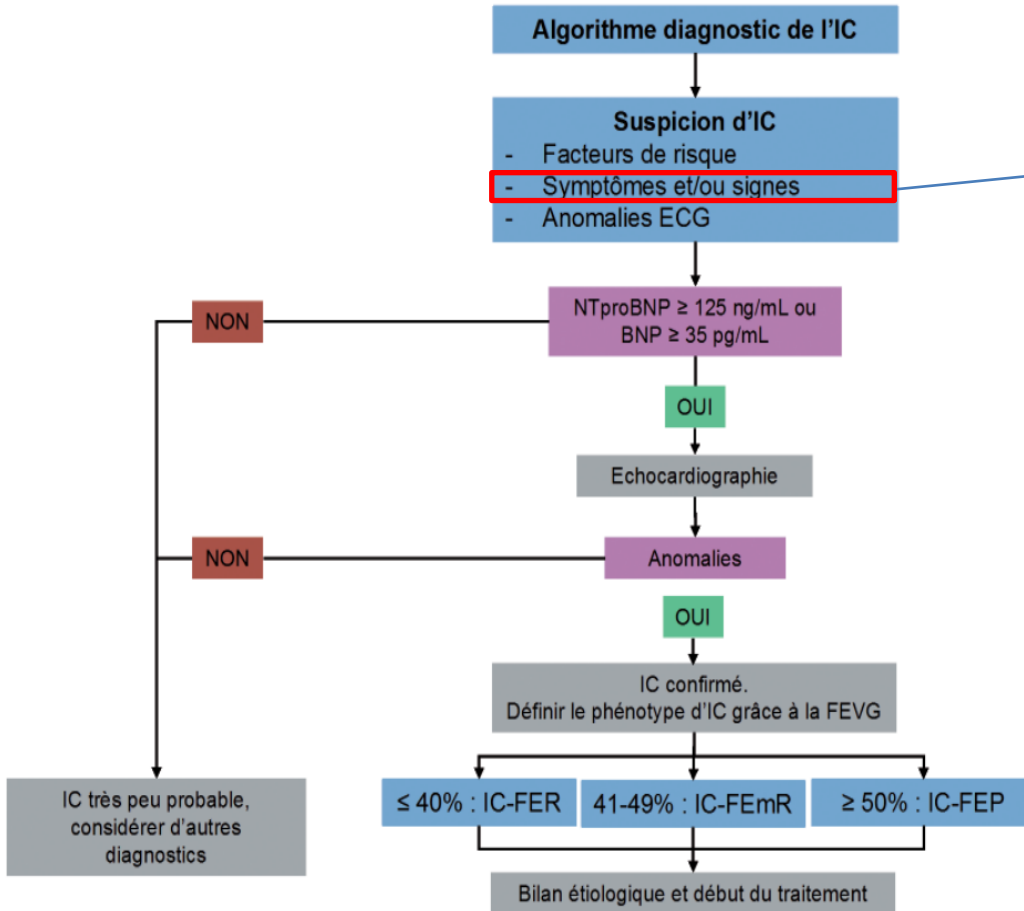 Algorithme diagnostic de l'IC
Suspicion d'IC
- Facteurs de risque
- Symptômes et/ou signes
- Anomalies ECG
NTproBNP ≥ 125 ng/mL ou
BNP ≥ 35 pg/mL
NON
OUI
Echocardiographie
NON
Anomalies
OUI
IC confirmé.
Définir le phénotype d'IC grâce à la FEVG
IC très peu probable,
considérer d'autres
diagnostics
≤ 40% : IC-FER
41-49% : IC-FEmR
≥ 50% : IC-FEP
Bilan étiologique et début du traitement